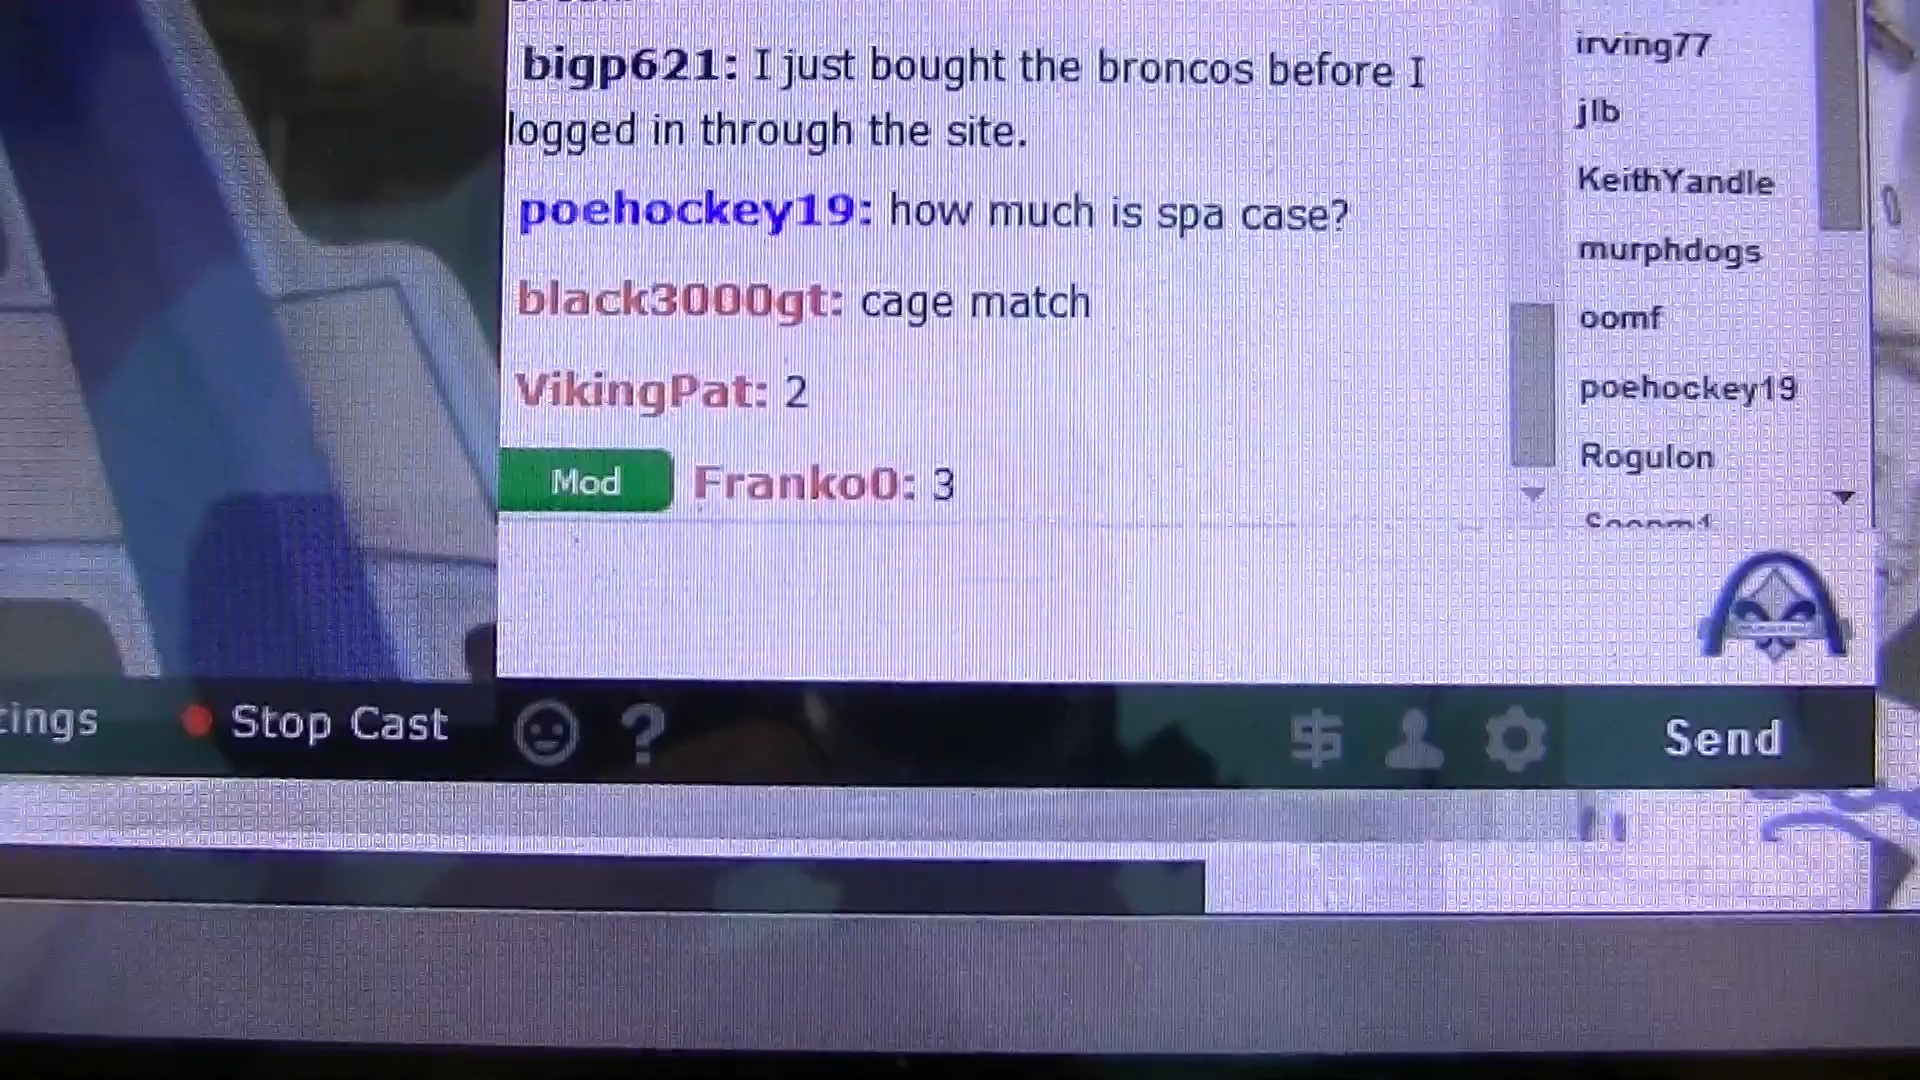 bigp621: I just bought the broncos before I
logged in through the site.
poehockey19: how much is spa case?
black3000gt: cage match
VikingPat: 2
Mod Franko0: 3
irving77
jlb
KeithYandle
murphdogs
oomf
poehockey19
Rogulon
Stop Cast
?
$
Send